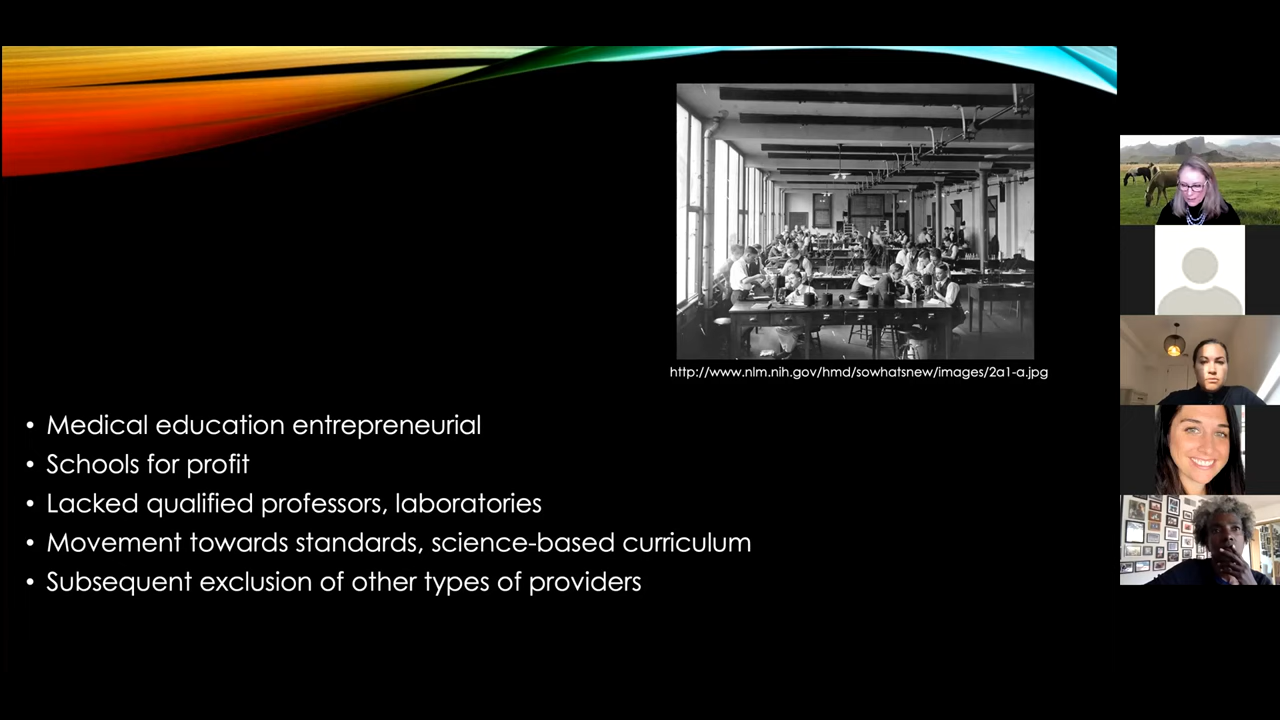 http://www.nlm.nih.gov/hmd/sowhatsnew/images/2a1-a.jpg
• Medical education entrepreneurial
• Schools for profit
• Lacked qualified professors, laboratories
• Movement towards standards, science-based curriculum
• Subsequent exclusion of other types of providers